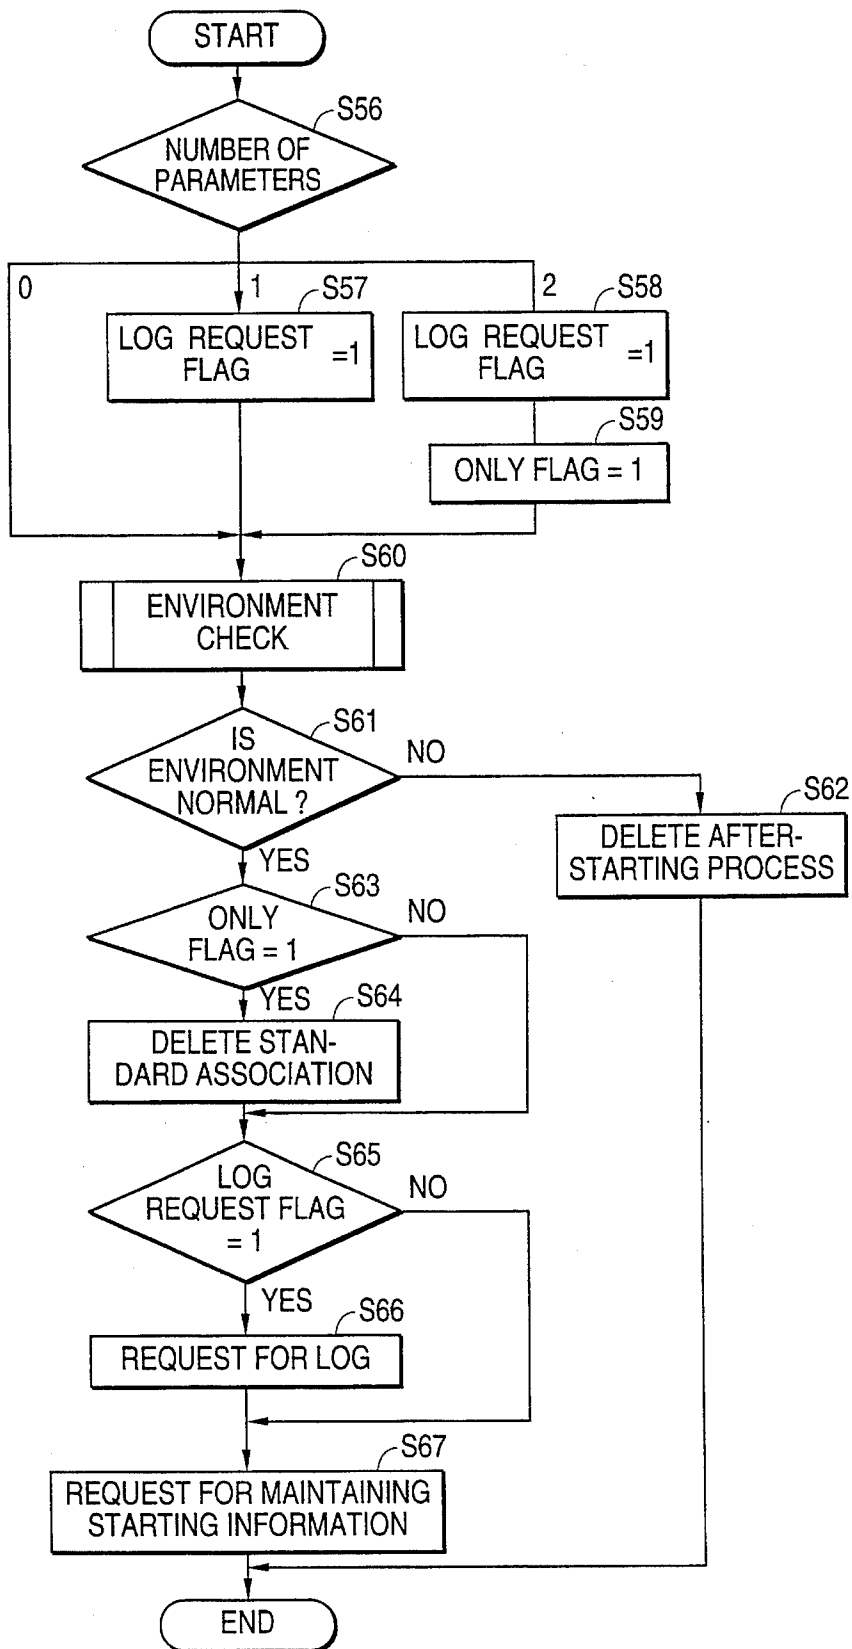 START
S56
NUMBER OF
PARAMETERS
0
1
S57
2
S58
LOG REQUEST
FLAG
=1
LOG REQUEST
FLAG
=1
S59
ONLY FLAG = 1
S60
ENVIRONMENT
CHECK
S61
IS
ENVIRONMENT
NORMAL ?
NO
S62
DELETE AFTER-
STARTING PROCESS
YES
S63
ONLY
FLAG = 1
NO
YES
S64
DELETE STAN-
DARD ASSOCIATION
S65
LOG
REQUEST FLAG
= 1
NO
YES
S66
REQUEST FOR LOG
S67
REQUEST FOR MAINTAINING
STARTING INFORMATION
END